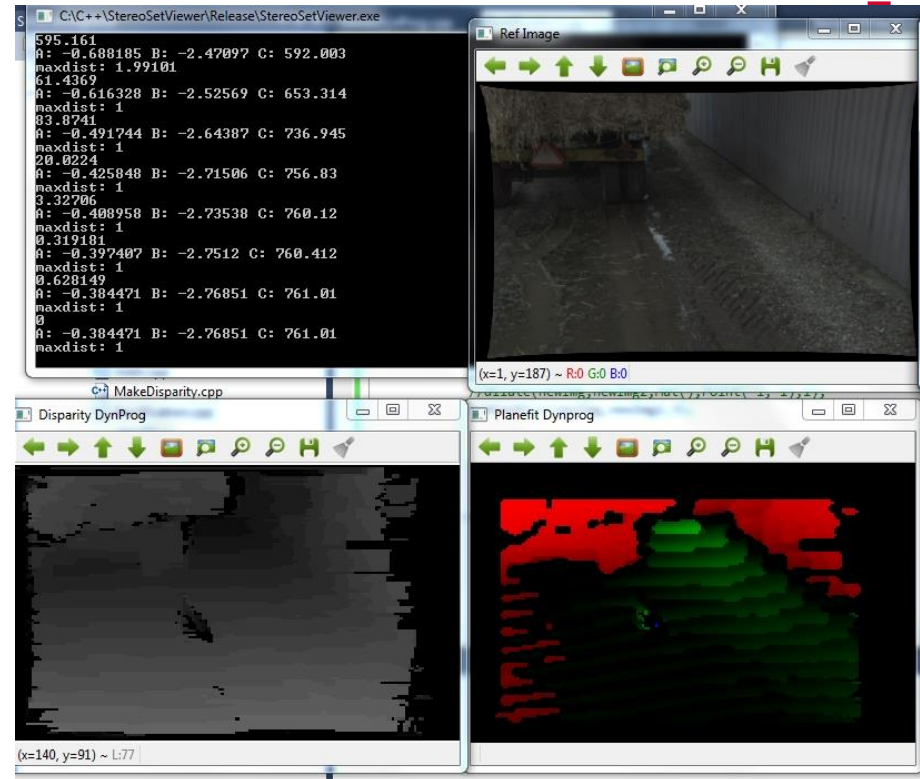 C:\C++\StereoSetViewer\Release\StereoSetViewer.exe
595.161
A: -0.688185 B: -2.47097 C: 592.003
maxdist: 1.99101
61.4369
A: -0.616328 B: -2.52569 C: 653.314
maxdist: 1
83.8741
A: -0.491744 B: -2.64387 C: 736.945
maxdist: 1
20.0224
A: -0.425848 B: -2.71506 C: 756.83
maxdist: 1
3.32706
A: -0.408958 B: -2.73538 C: 760.12
maxdist: 1
0.319181
A: -0.397407 B: -2.7512 C: 760.412
maxdist: 1
0.628149
A: -0.384471 B: -2.76851 C: 761.01
maxdist: 1
0
A: -0.384471 B: -2.76851 C: 761.01
maxdist: 1
Ref Image
(x=1, y=187) ~ R:0 G:0 B:0
MakeDisparity.cpp
Disparity DynProg
(x=140, y=91) ~ L:77
Planefit Dynprog